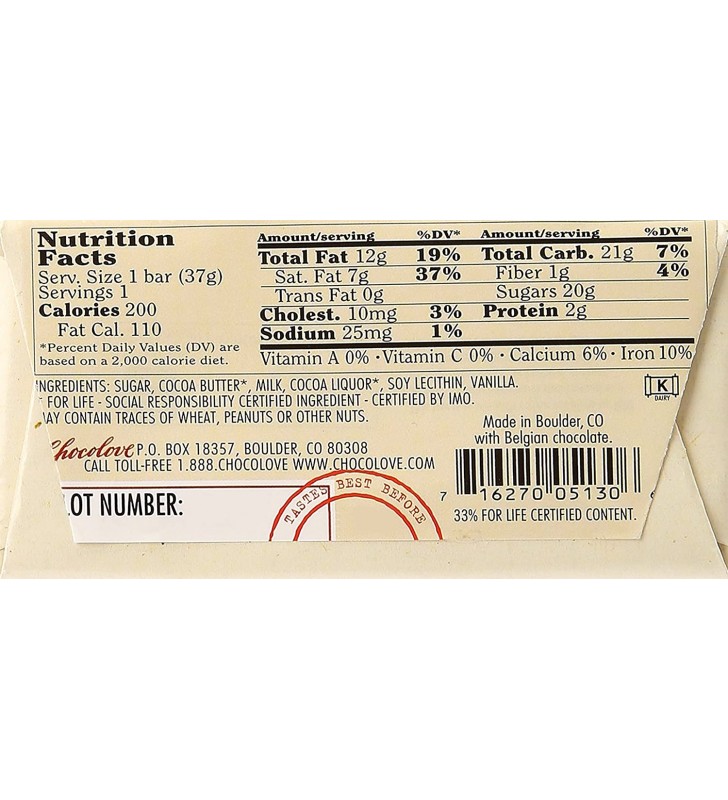 Nutrition
Facts
Serv. Size 1 bar (37g)
Servings 1
Calories 200
Fat Cal. 110
*Percent Daily Values (DV) are
based on a 2,000 calorie diet.
Amount/serving %DV*
Total Fat 12g 19%
Sat. Fat 7g 37%
Trans Fat 0g
Cholest. 10mg 3%
Sodium 25mg 1%
Amount/serving %DV*
Total Carb. 21g 7%
Fiber 1g 4%
Sugars 20g
Protein 2g
Vitamin A 0% · Vitamin C 0% · Calcium 6% · Iron 10%
NGREDIENTS: SUGAR, COCOA BUTTER*, MILK, COCOA LIQUOR*, SOY LECITHIN, VANILLA.
FOR LIFE - SOCIAL RESPONSIBILITY CERTIFIED INGREDIENT - CERTIFIED BY IMO.
AY CONTAIN TRACES OF WHEAT, PEANUTS OR OTHER NUTS.
K
DAIRY
Chocolove P.O. BOX 18357, BOULDER, CO 80308
CALL TOLL-FREE 1.888.CHOCOLOVE WWW.CHOCOLOVE.COM
Made in Boulder, CO
with Belgian chocolate.
LOT NUMBER:
TASTES BEST BEFORE
7 16270 05130
33% FOR LIFE CERTIFIED CONTENT.